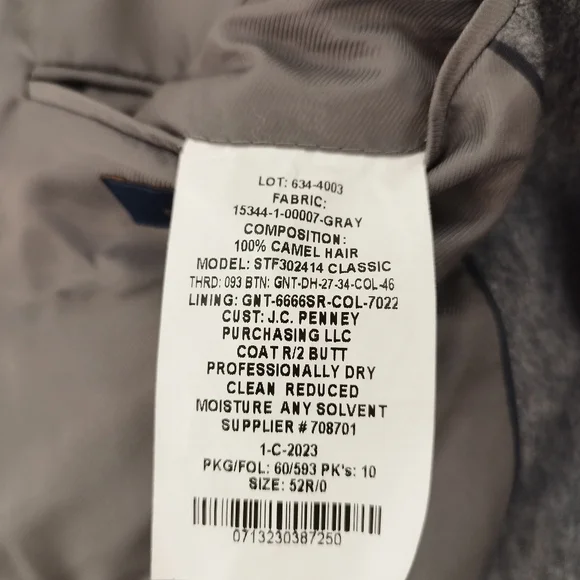 LOT: 634-4003
FABRIC:
15344-1-00007-GRAY
COMPOSITION:
100% CAMEL HAIR
MODEL: STF302414 CLASSIC
THRD: 093 BTN: GNT-DH-27-34-COL-46
LINING: GNT-6666SR-COL-7022
CUST: J.C. PENNEY
PURCHASING LLC
COAT R/2 BUTT
PROFESSIONALLY DRY
CLEAN REDUCED
MOISTURE ANY SOLVENT
SUPPLIER # 708701
1-C-2023
PKG/FOL: 60/593 PK's: 10
SIZE: 52R/0
0713230387250